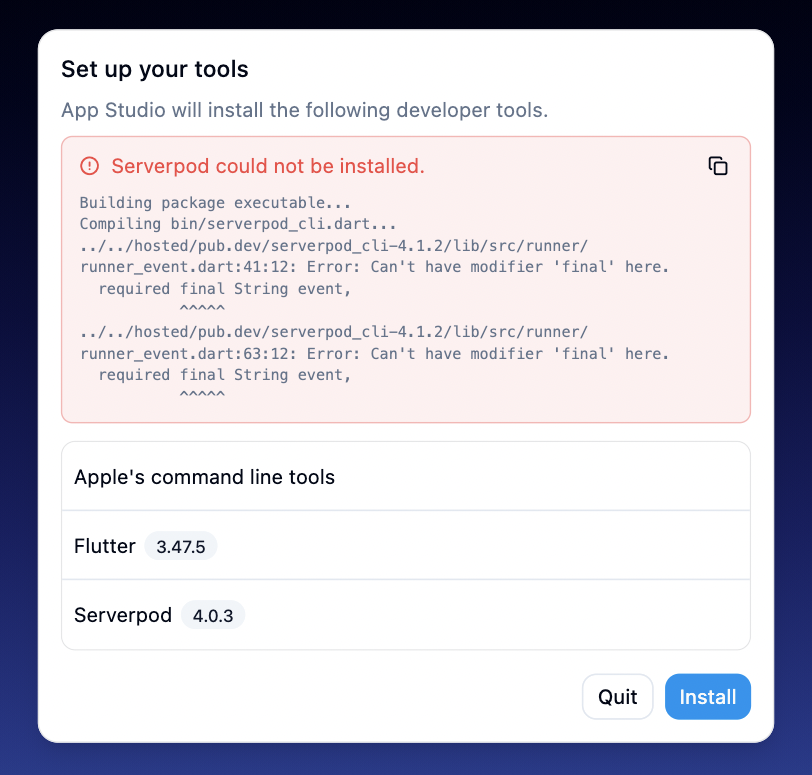 Set up your tools
App Studio will install the following developer tools.
Serverpod could not be installed.
Building package executable...
Compiling bin/serverpod_cli.dart...
../../hosted/pub.dev/serverpod_cli-4.1.2/lib/src/runner/
runner_event.dart:41:12: Error: Can't have modifier 'final' here.
  required final String event,
           ^^^^^
../../hosted/pub.dev/serverpod_cli-4.1.2/lib/src/runner/
runner_event.dart:63:12: Error: Can't have modifier 'final' here.
  required final String event,
           ^^^^^
Apple's command line tools
Flutter 3.47.5
Serverpod 4.0.3
Quit Install